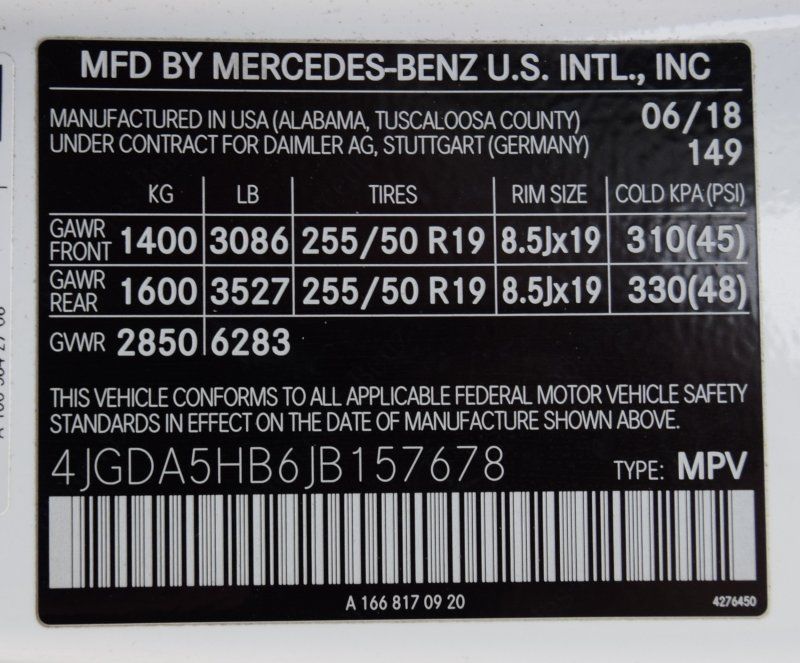 MFD BY MERCEDES-BENZ U.S. INTL., INC
MANUFACTURED IN USA (ALABAMA, TUSCALOOSA COUNTY) 06/18
UNDER CONTRACT FOR DAIMLER AG, STUTTGART (GERMANY) 149
KG LB TIRES RIM SIZE COLD KPA (PSI)
GAWR FRONT 1400 3086 255/50 R19 8.5Jx19 310(45)
GAWR REAR 1600 3527 255/50 R19 8.5Jx19 330(48)
GVWR 2850 6283
THIS VEHICLE CONFORMS TO ALL APPLICABLE FEDERAL MOTOR VEHICLE SAFETY
STANDARDS IN EFFECT ON THE DATE OF MANUFACTURE SHOWN ABOVE.
4JGDA5HB6JB157678 TYPE: MPV
A 166 817 09 20 4276450